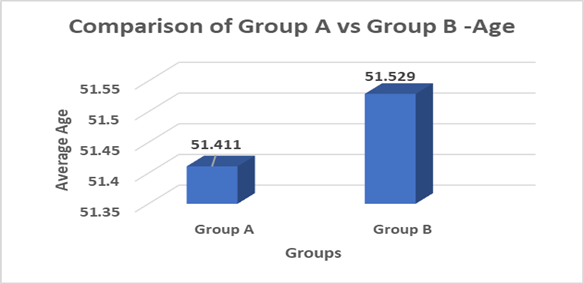 Comparison of Group A vs Group B -Age
Average Age
51.55
51.5
51.45
51.4
51.35
51.411
51.529
Group A
Group B
Groups